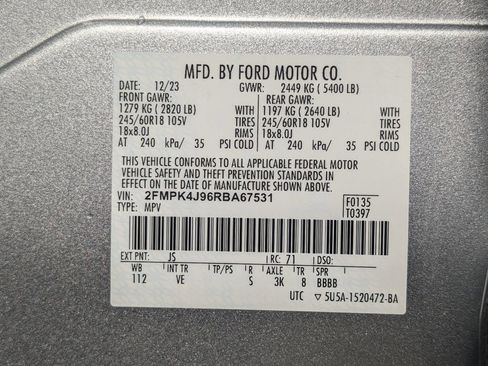 MFD. BY FORD MOTOR CO.
DATE: 12/23 GVWR: 2449 KG ( 5400 LB)
FRONT GAWR: REAR GAWR:
1279 KG ( 2820 LB) WITH 1197 KG ( 2640 LB) WITH
245/60R18 105V TIRES 245/60R18 105V TIRES
18x8.0J RIMS 18x8.0J RIMS
AT 240 kPa/ 35 PSI COLD AT 240 kPa/ 35 PSI COLD
THIS VEHICLE CONFORMS TO ALL APPLICABLE FEDERAL MOTOR
VEHICLE SAFETY AND THEFT PREVENTION STANDARDS IN EFFECT ON
THE DATE OF MANUFACTURE SHOWN ABOVE.
VIN: 2FMPK4J96RBA67531 F0135
TYPE: MPV T0397
EXT PNT: JS RC: 71
WB INT TR TP/PS R AXLE TR SPR
112 VE S 3K 8 BBBB
UTC ▽5U5A-1520472-BA